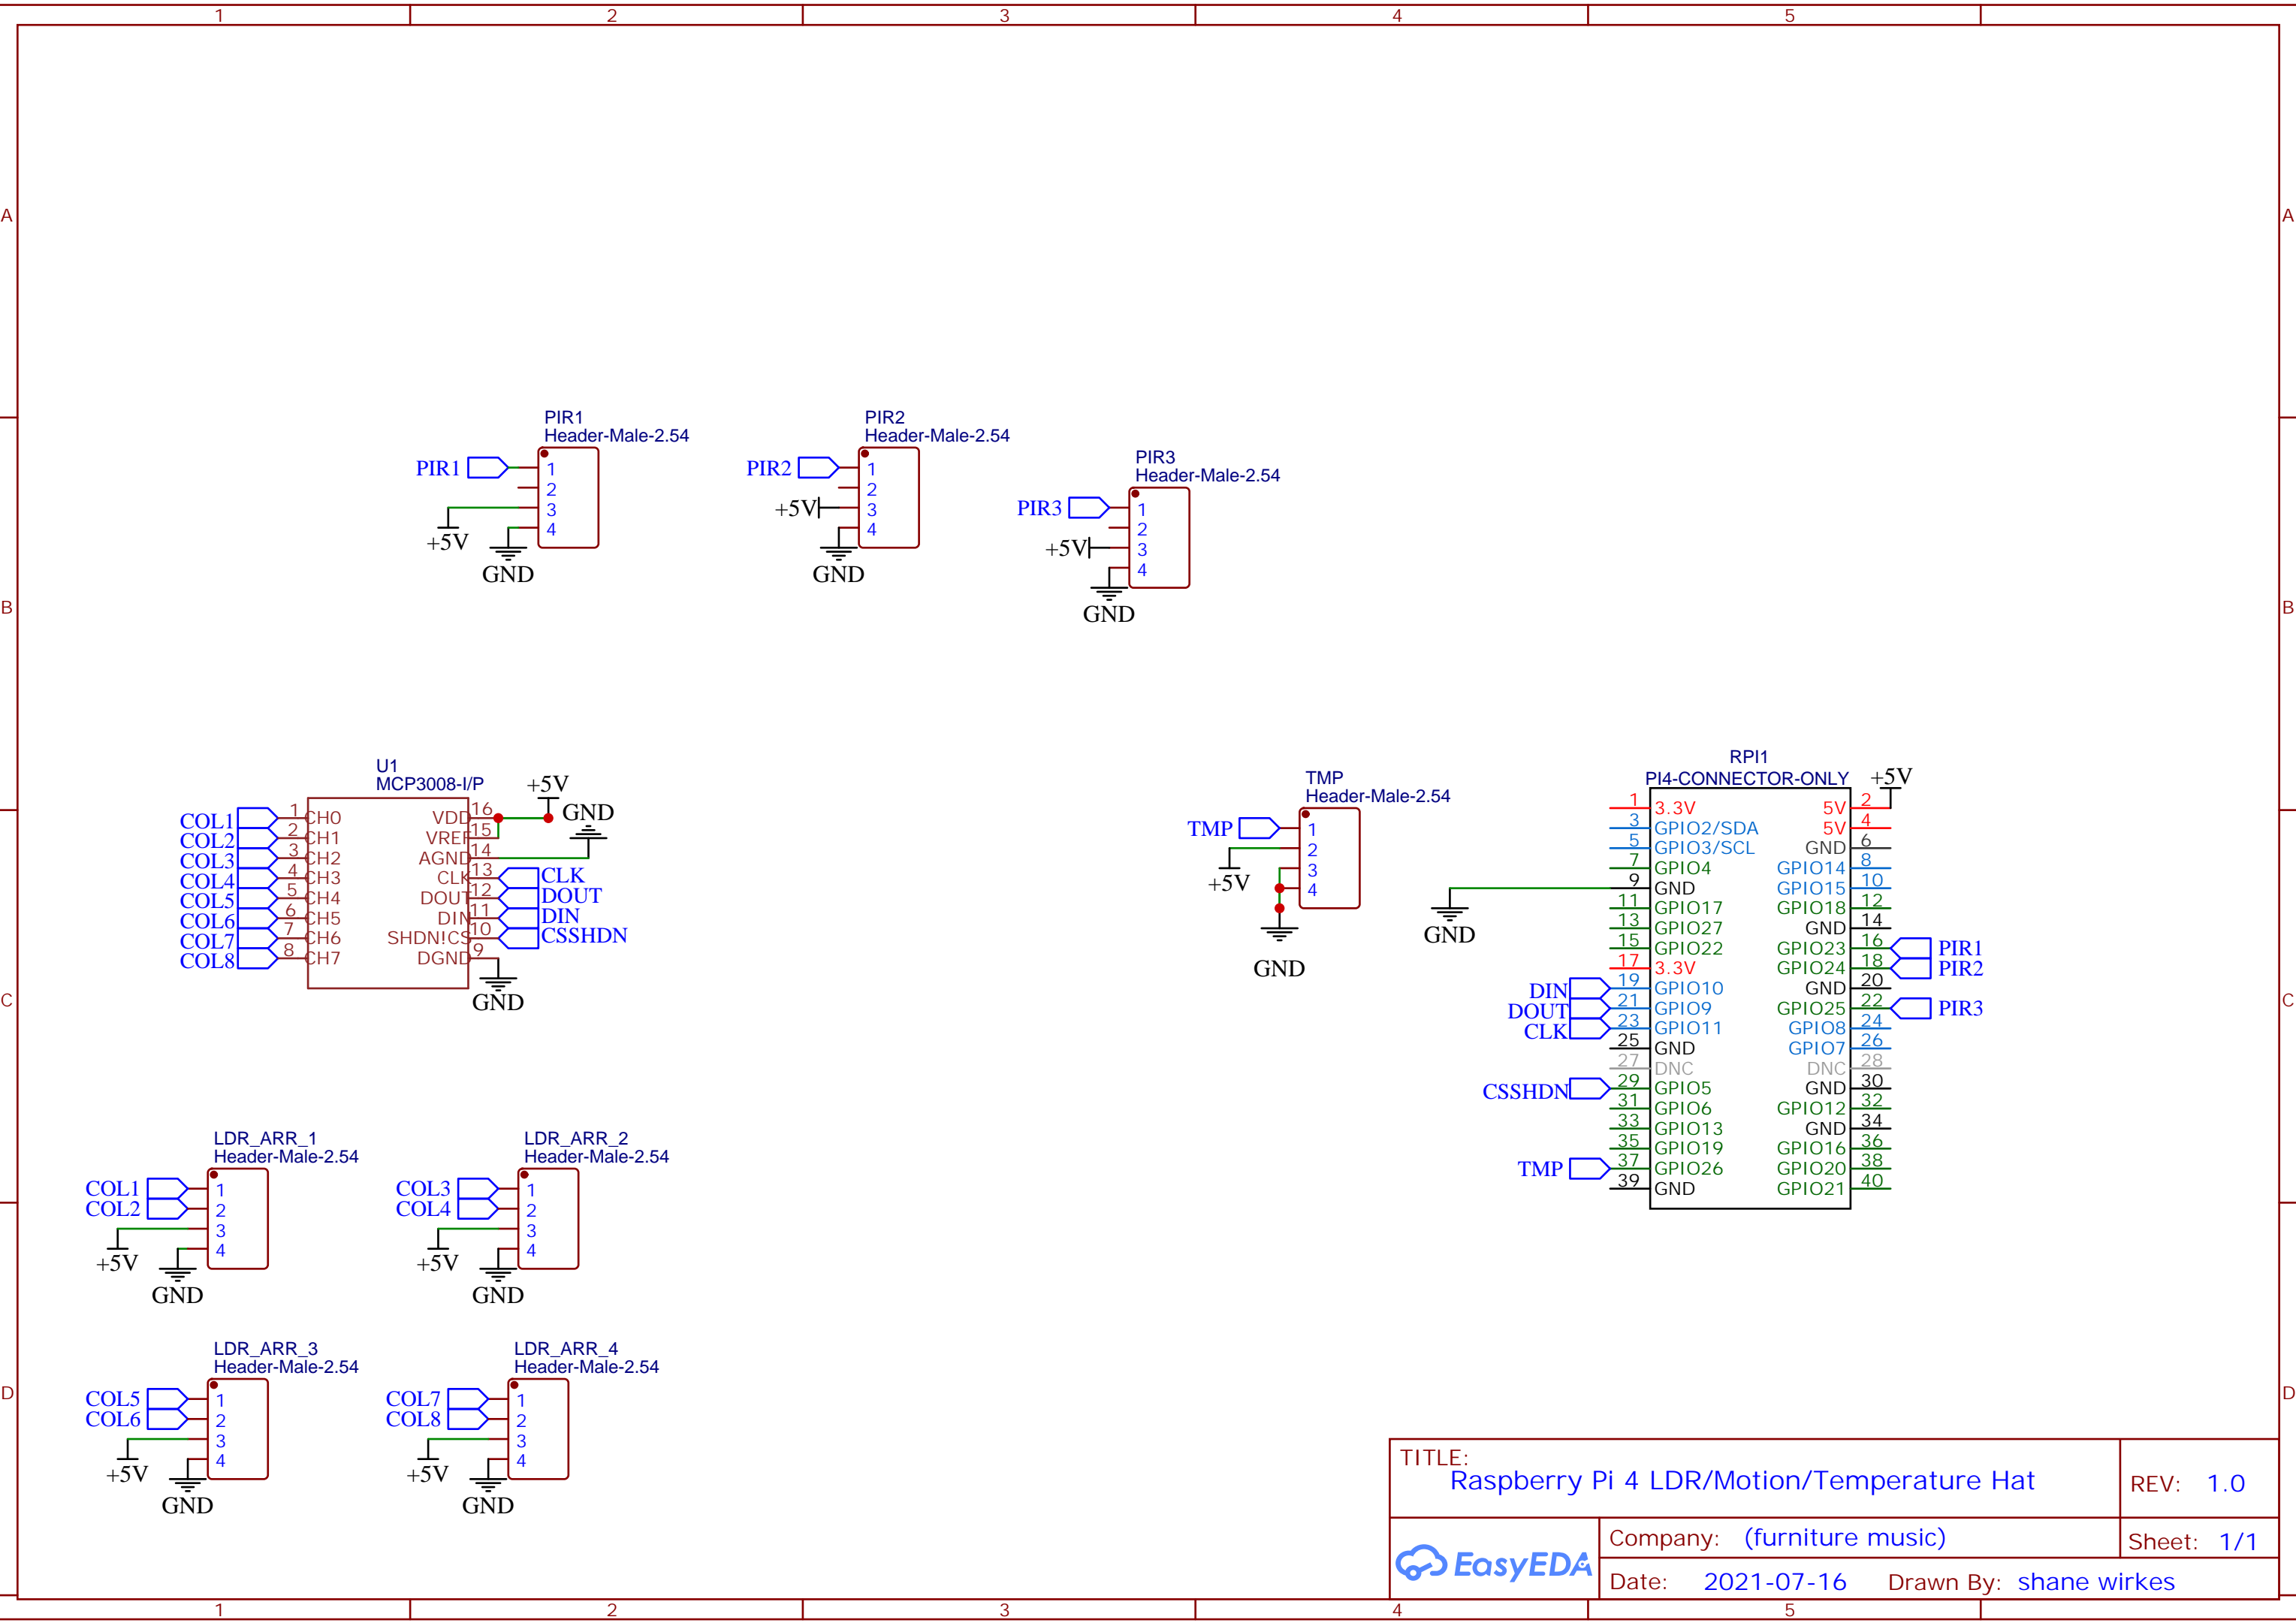 1 2 3 4 5
A A
PIR1
Header-Male-2.54
PIR1
1
2
3
4
+5V
GND
PIR2
Header-Male-2.54
PIR2
1
2
+5V 3
4
GND
PIR3
Header-Male-2.54
PIR3
1
2
+5V 3
4
GND
B B
U1
MCP3008-I/P
+5V
GND
COL1 1 CH0 VDD 16
COL2 2 CH1 VREF 15
COL3 3 CH2 AGND 14
COL4 4 CH3 CLK 13 CLK
COL5 5 CH4 DOUT 12 DOUT
COL6 6 CH5 DIN 11 DIN
COL7 7 CH6 SHDN!CS 10 CSSHDN
COL8 8 CH7 DGND 9
GND
TMP
Header-Male-2.54
TMP 1
2
3
+5V 4
GND
RPI1
PI4-CONNECTOR-ONLY +5V
1 3.3V 5V 2
3 GPIO2/SDA 5V 4
5 GPIO3/SCL GND 6
7 GPIO4 GPIO14 8
9 GND GPIO15 10
11 GPIO17 GPIO18 12
GND
13 GPIO27 GND 14
15 GPIO22 GPIO23 16 PIR1
17 3.3V GPIO24 18 PIR2
DIN 19 GPIO10 GND 20
DOUT 21 GPIO9 GPIO25 22 PIR3
CLK 23 GPIO11 GPIO8 24
25 GND GPIO7 26
27 DNC DNC 28
CSSHDN 29 GPIO5 GND 30
31 GPIO6 GPIO12 32
33 GPIO13 GND 34
35 GPIO19 GPIO16 36
TMP 37 GPIO26 GPIO20 38
39 GND GPIO21 40
C C
LDR_ARR_1
Header-Male-2.54
COL1 1
COL2 2
3
4
+5V
GND
LDR_ARR_2
Header-Male-2.54
COL3 1
COL4 2
3
4
+5V
GND
LDR_ARR_3
Header-Male-2.54
COL5 1
COL6 2
3
4
+5V
GND
LDR_ARR_4
Header-Male-2.54
COL7 1
COL8 2
3
4
+5V
GND
D D
TITLE:
Raspberry Pi 4 LDR/Motion/Temperature Hat
REV: 1.0
EasyEDA
Company: (furniture music)
Sheet: 1/1
Date: 2021-07-16 Drawn By: shane wirkes
1 2 3 4 5